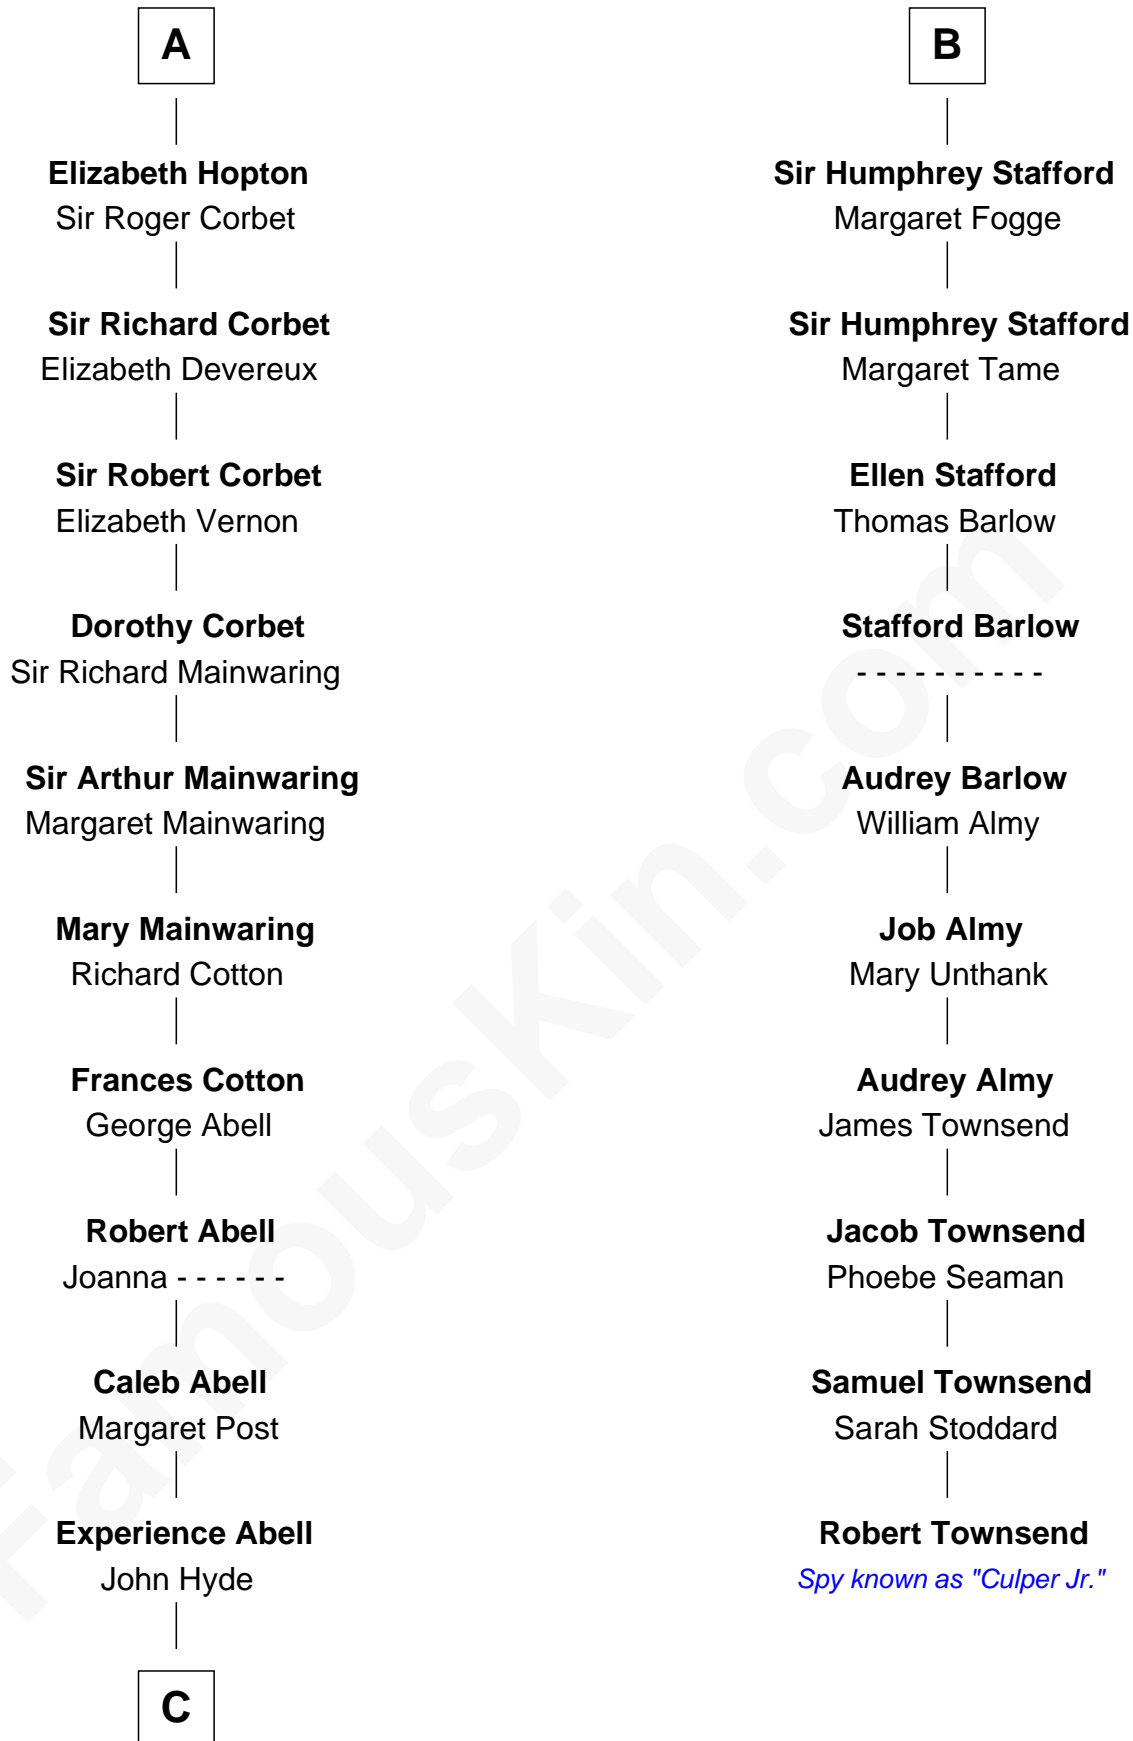 A
Elizabeth Hopton
Sir Roger Corbet
Sir Richard Corbet
Elizabeth Devereux
Sir Robert Corbet
Elizabeth Vernon
Dorothy Corbet
Sir Richard Mainwaring
Sir Arthur Mainwaring
Margaret Mainwaring
Mary Mainwaring
Richard Cotton
Frances Cotton
George Abell
Robert Abell
Joanna - - - - - -
Caleb Abell
Margaret Post
Experience Abell
John Hyde
C
B
Sir Humphrey Stafford
Margaret Fogge
Sir Humphrey Stafford
Margaret Tame
Ellen Stafford
Thomas Barlow
Stafford Barlow
- - - - - - - - - -
Audrey Barlow
William Almy
Job Almy
Mary Unthank
Audrey Almy
James Townsend
Jacob Townsend
Phoebe Seaman
Samuel Townsend
Sarah Stoddard
Robert Townsend
Spy known as "Culper Jr."
FamousKin.com